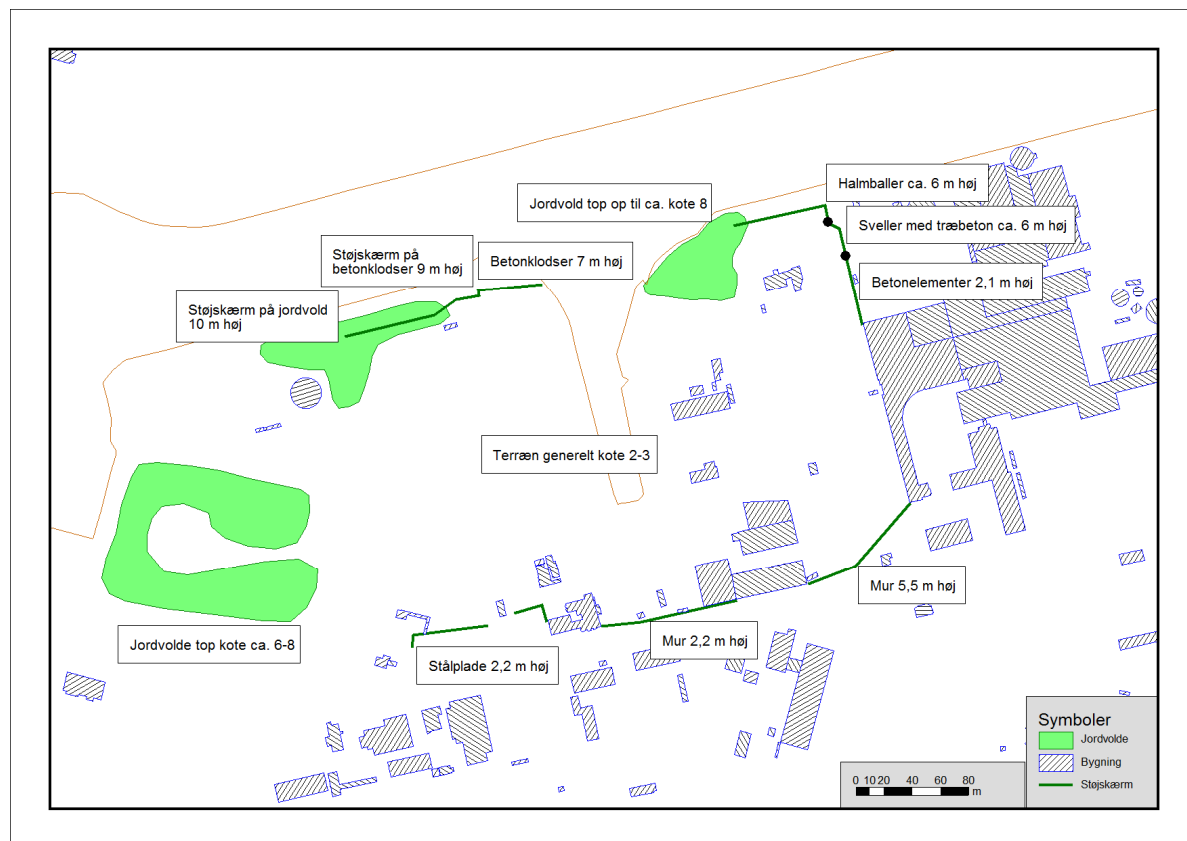 Halmballer ca. 6 m høj
Jordvold top op til ca. kote 8
Sveller med træbeton ca. 6 m høj
Støjskærm på
betonklodser 9 m høj
Betonklodser 7 m høj
Betonelementer 2,1 m høj
Støjskærm på jordvold
10 m høj
Terræn generelt kote 2-3
Mur 5,5 m høj
Jordvolde top kote ca. 6-8
Mur 2,2 m høj
Stålplade 2,2 m høj
Symboler
Jordvolde
Bygning
Støjskærm
0 10 20 40 60 80
m